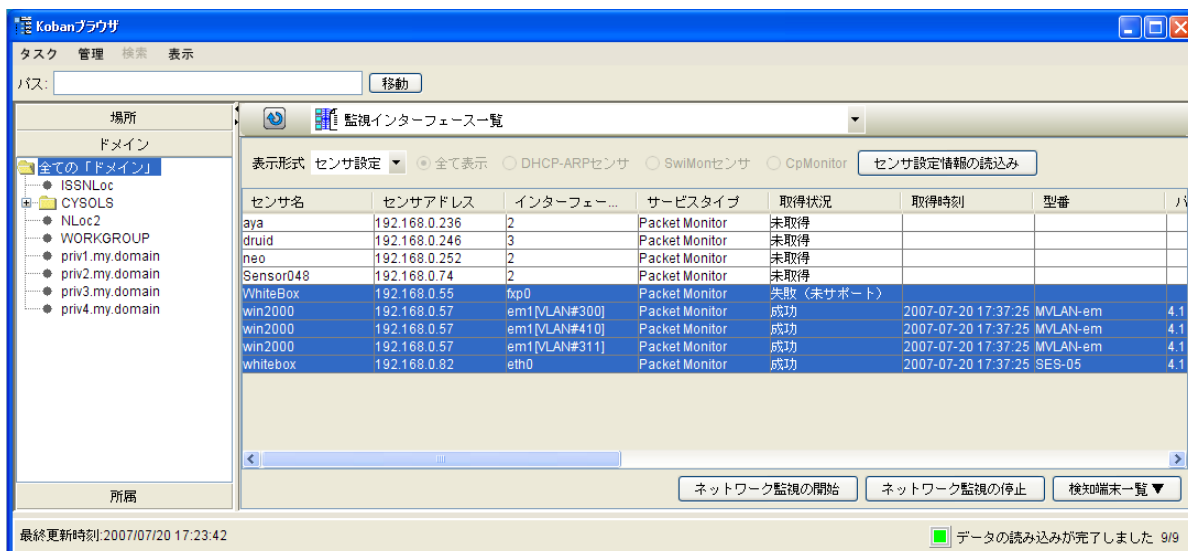 Kobanブラウザ
タスク 管理 検索 表示
パス: 移動
場所
監視インターフェース一覧
ドメイン
表示形式 センサ設定 全て表示 DHCP-ARPセンサ SwiMonセンサ CpMonitor センサ設定情報の読込み
全ての「ドメイン」
ISSNLoc
CYSOLS
NLoc2
WORKGROUP
priv1.my.domain
priv2.my.domain
priv3.my.domain
priv4.my.domain
センサ名 センサアドレス インターフェー... サービスタイプ 取得状況 取得時刻 型番
aya 192.168.0.236 2 Packet Monitor 未取得
druid 192.168.0.246 3 Packet Monitor 未取得
neo 192.168.0.252 2 Packet Monitor 未取得
Sensor048 192.168.0.74 2 Packet Monitor 未取得
WhiteBox 192.168.0.55 fxp0 Packet Monitor 失敗（未サポート）
win2000 192.168.0.57 em1[VLAN#300] Packet Monitor 成功 2007-07-20 17:37:25 MVLAN-em 4.1
win2000 192.168.0.57 em1[VLAN#410] Packet Monitor 成功 2007-07-20 17:37:25 MVLAN-em 4.1
win2000 192.168.0.57 em1[VLAN#311] Packet Monitor 成功 2007-07-20 17:37:25 MVLAN-em 4.1
whitebox 192.168.0.82 eth0 Packet Monitor 成功 2007-07-20 17:37:25 SES-05 4.1
所属
ネットワーク監視の開始 ネットワーク監視の停止 検知端末一覧▼
最終更新時刻:2007/07/20 17:23:42
データの読み込みが完了しました 9/9